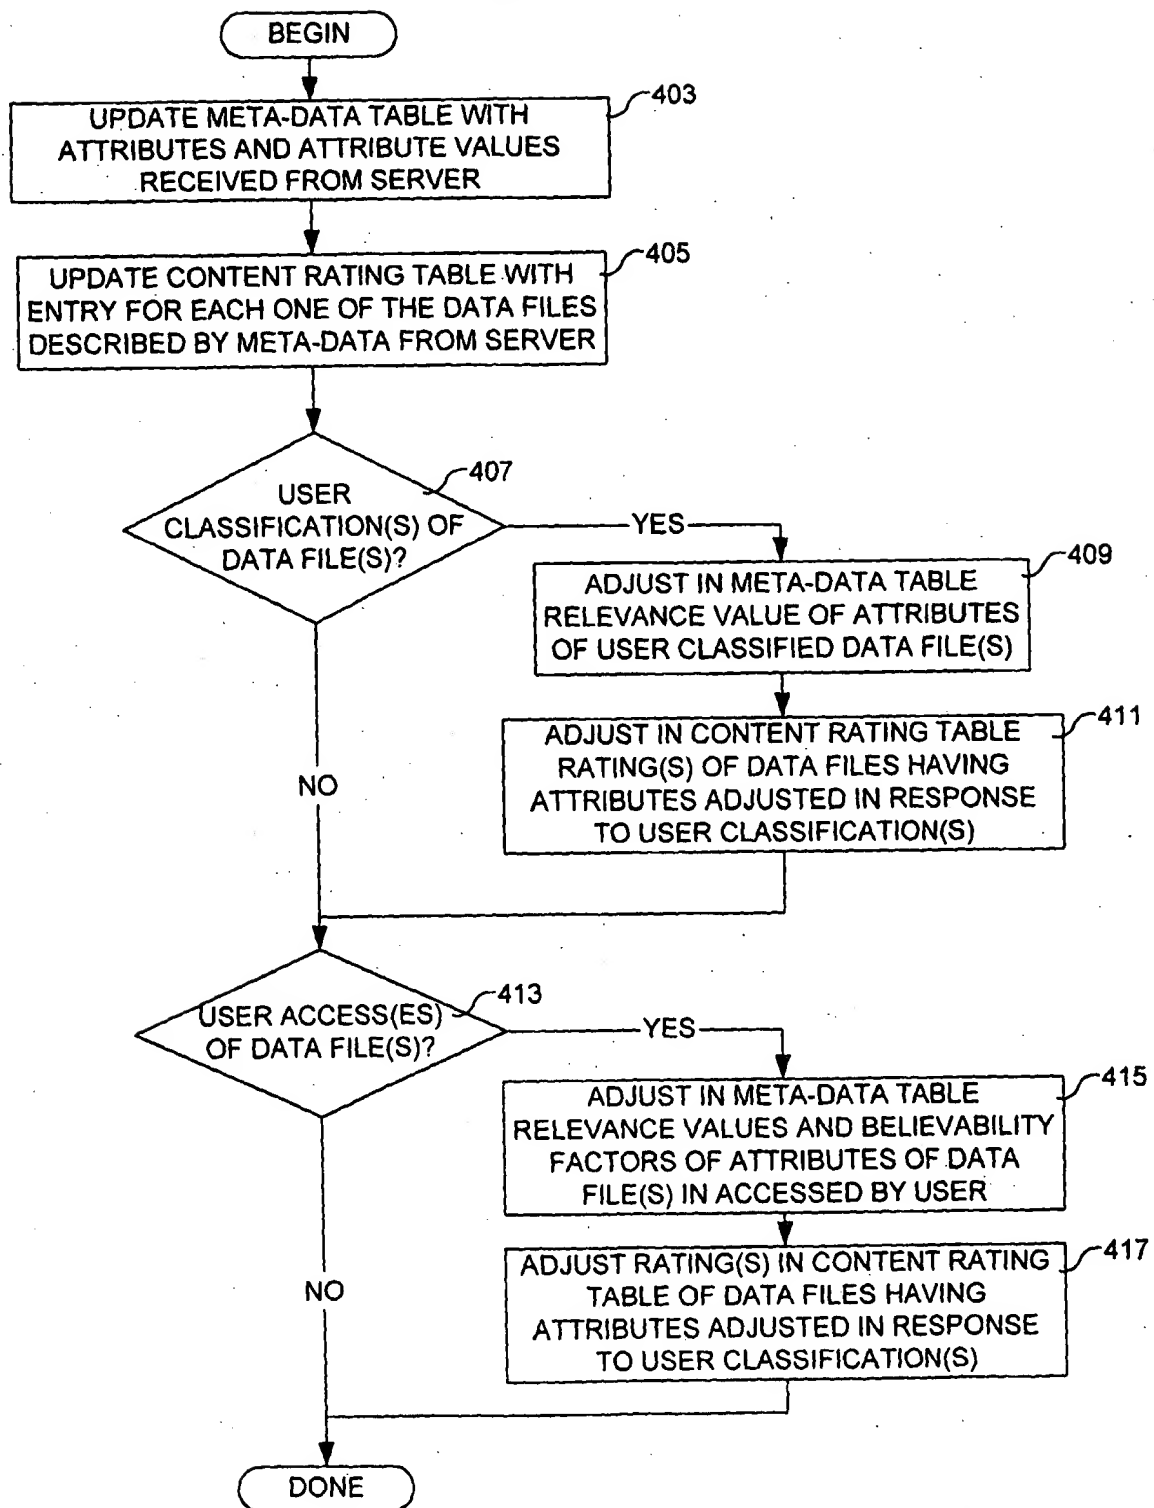 BEGIN
403
UPDATE META-DATA TABLE WITH
ATTRIBUTES AND ATTRIBUTE VALUES
RECEIVED FROM SERVER
405
UPDATE CONTENT RATING TABLE WITH
ENTRY FOR EACH ONE OF THE DATA FILES
DESCRIBED BY META-DATA FROM SERVER
407
USER
CLASSIFICATION(S) OF
DATA FILE(S)?
YES
409
ADJUST IN META-DATA TABLE
RELEVANCE VALUE OF ATTRIBUTES
OF USER CLASSIFIED DATA FILE(S)
411
ADJUST IN CONTENT RATING TABLE
RATING(S) OF DATA FILES HAVING
ATTRIBUTES ADJUSTED IN RESPONSE
TO USER CLASSIFICATION(S)
NO
413
USER ACCESS(ES)
OF DATA FILE(S)?
YES
415
ADJUST IN META-DATA TABLE
RELEVANCE VALUES AND BELIEVABILITY
FACTORS OF ATTRIBUTES OF DATA
FILE(S) IN ACCESSED BY USER
417
ADJUST RATING(S) IN CONTENT RATING
TABLE OF DATA FILES HAVING
ATTRIBUTES ADJUSTED IN RESPONSE
TO USER CLASSIFICATION(S)
NO
DONE